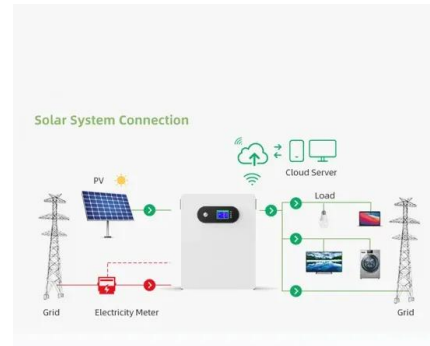 Solar System Connection
Cloud Server
PV
Load
Grid
Electricity Meter
Grid